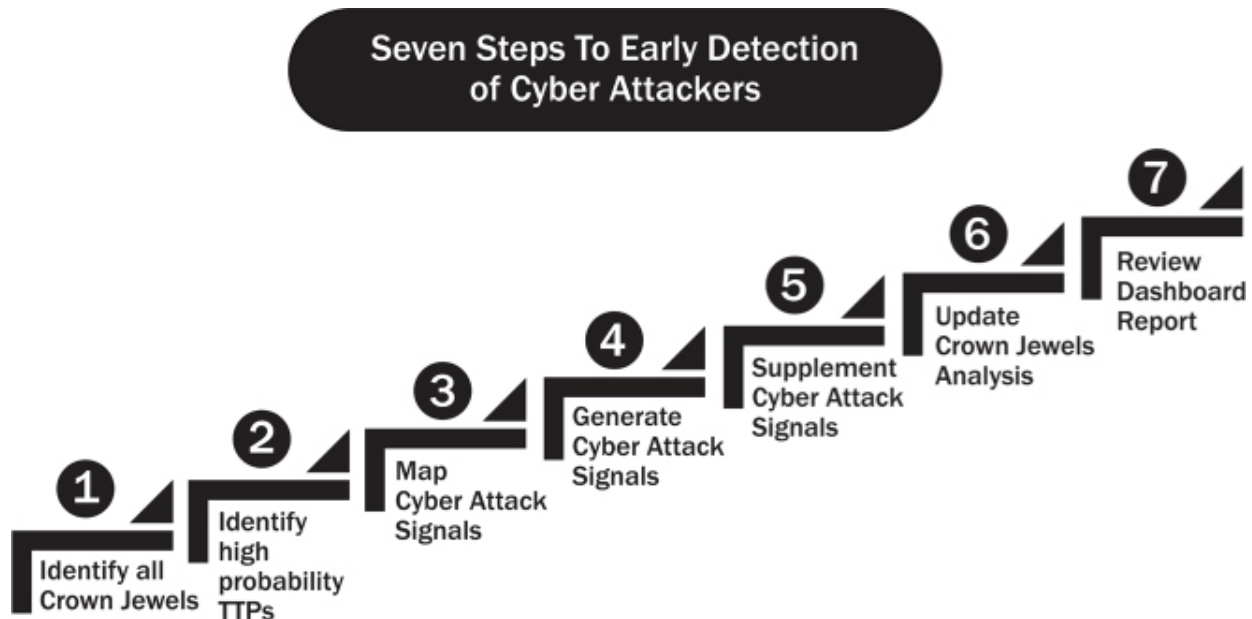 Seven Steps To Early Detection
of Cyber Attackers
1
Identify all
Crown Jewels
2
Identify
high
probability
TTPs
3
Map
Cyber Attack
Signals
4
Generate
Cyber Attack
Signals
5
Supplement
Cyber Attack
Signals
6
Update
Crown Jewels
Analysis
7
Review
Dashboard
Report